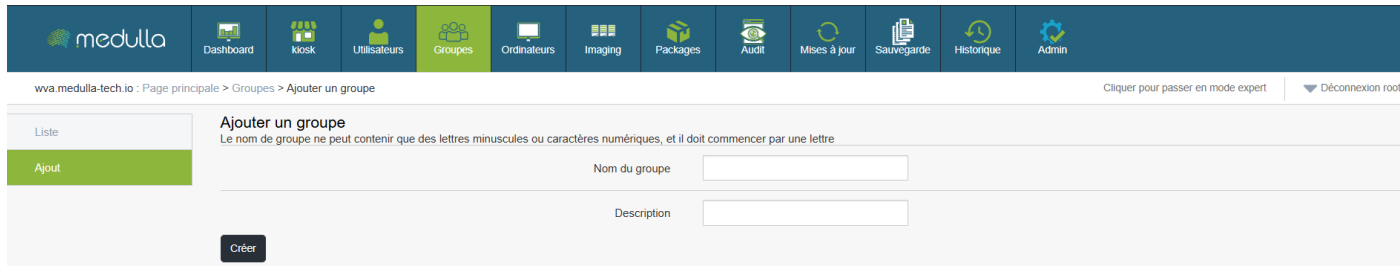 medulla
Dashboard
kiosk
Utilisateurs
Groupes
Ordinateurs
Imaging
Packages
Audit
Mises à jour
Sauvegarde
Historique
Admin
wva.medulla-tech.io : Page principale > Groupes > Ajouter un groupe
Cliquer pour passer en mode expert
Déconnexion root
Liste
Ajout
Ajouter un groupe
Le nom de groupe ne peut contenir que des lettres minuscules ou caractères numériques, et il doit commencer par une lettre
Nom du groupe
Description
Créer